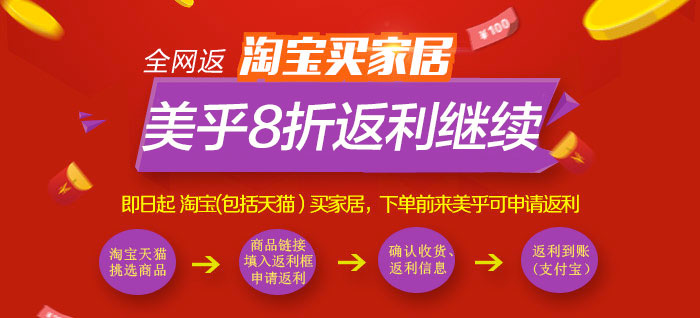 ¥100
全网返 淘宝买家居
美乎8折返利继续
即日起 淘宝(包括天猫)买家居，下单前来美乎可申请返利
淘宝天猫
挑选商品
商品链接
填入返利框
申请返利
确认收货、
返利信息
返利到账
(支付宝)